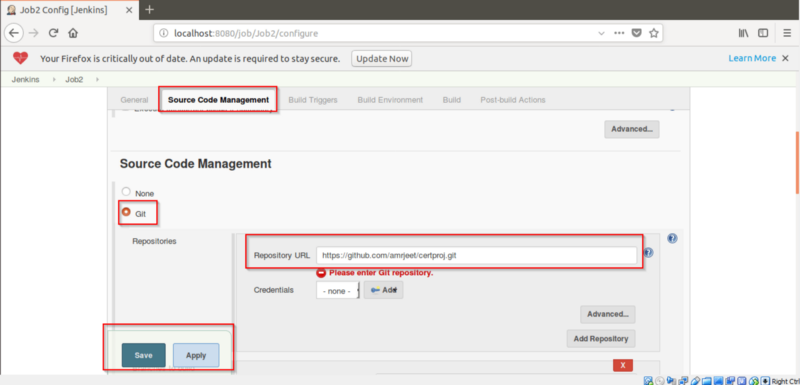 Job2 Config [Jenkins]
localhost:8080/job/Job2/configure
Your Firefox is critically out of date. An update is required to stay secure.
Update Now
Learn More
Jenkins
Job2
General
Source Code Management
Build Triggers
Build Environment
Build
Post-build Actions
Advanced...
Source Code Management
None
Git
Repositories
Repository URL
https://github.com/amrjeet/certproj.git
Please enter Git repository.
Credentials
- none -
Add
Advanced...
Add Repository
Save
Apply
X
Right Ctrl